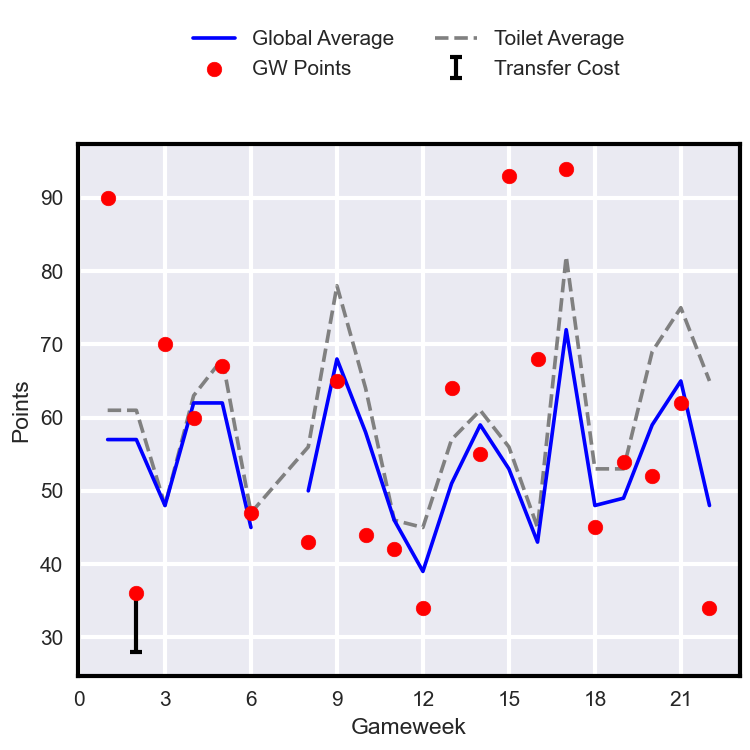 Global Average
GW Points
Toilet Average
Transfer Cost
90
80
70
60
50
40
30
Points
0 3 6 9 12 15 18 21
Gameweek